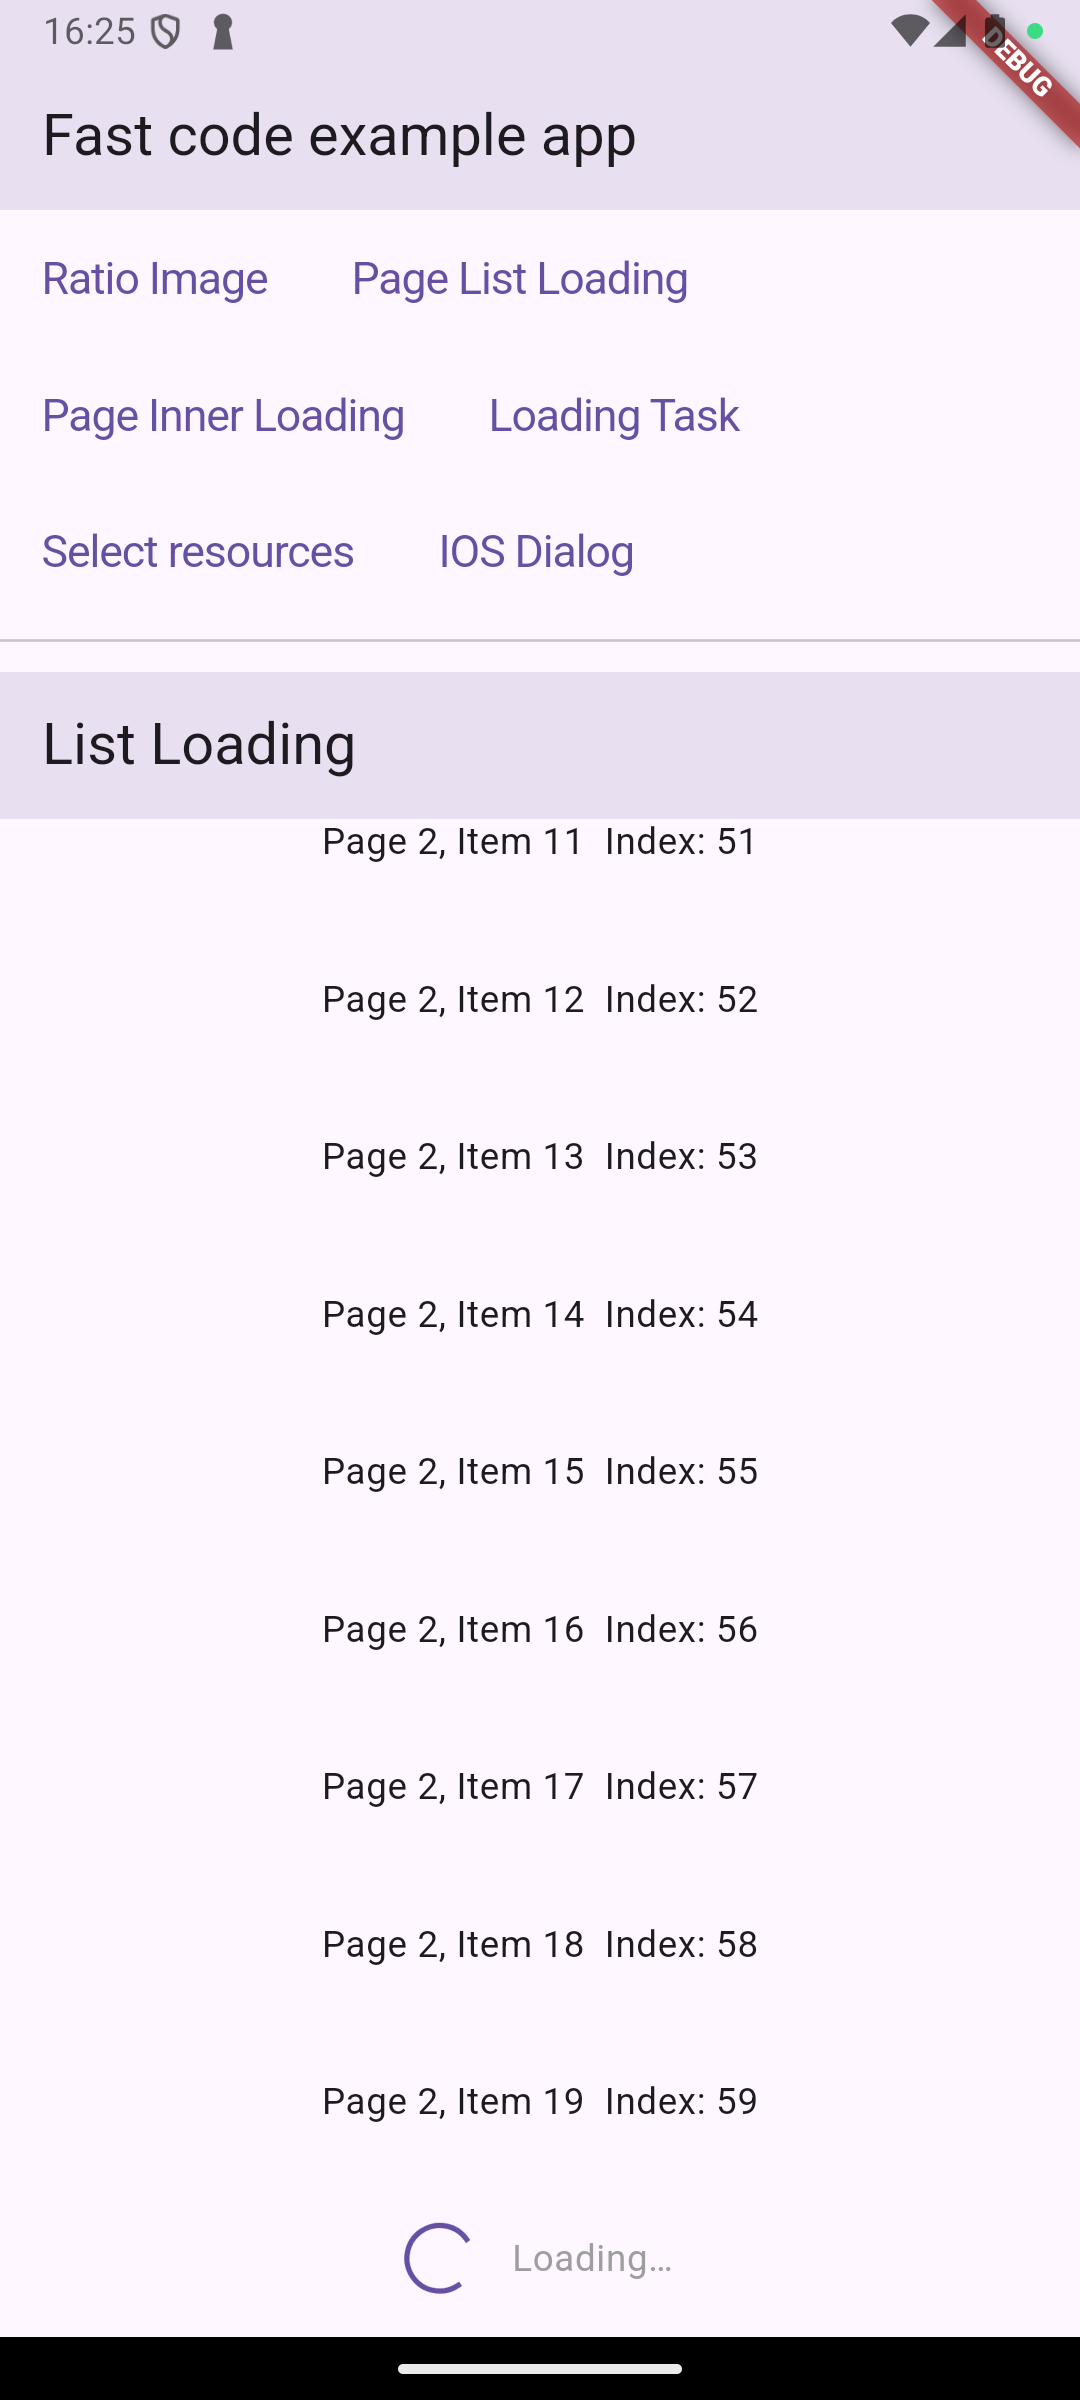 16:25
DEBUG
Fast code example app
Ratio Image Page List Loading
Page Inner Loading Loading Task
Select resources IOS Dialog
List Loading
Page 2, Item 11 Index: 51
Page 2, Item 12 Index: 52
Page 2, Item 13 Index: 53
Page 2, Item 14 Index: 54
Page 2, Item 15 Index: 55
Page 2, Item 16 Index: 56
Page 2, Item 17 Index: 57
Page 2, Item 18 Index: 58
Page 2, Item 19 Index: 59
Loading…